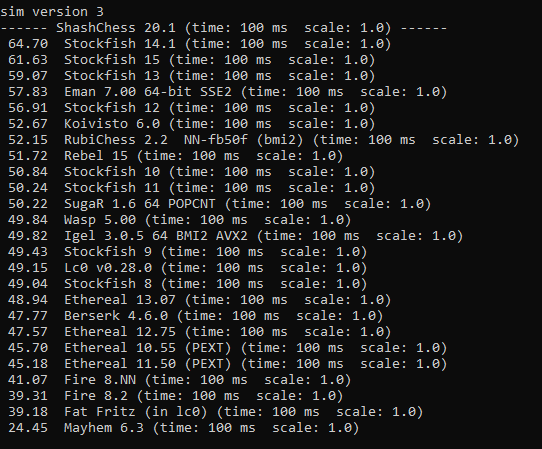 sim version 3
------ ShashChess 20.1 (time: 100 ms  scale: 1.0) ------
 64.70  Stockfish 14.1 (time: 100 ms  scale: 1.0)
 61.63  Stockfish 15 (time: 100 ms  scale: 1.0)
 59.07  Stockfish 13 (time: 100 ms  scale: 1.0)
 57.83  Eman 7.00 64-bit SSE2 (time: 100 ms  scale: 1.0)
 56.91  Stockfish 12 (time: 100 ms  scale: 1.0)
 52.67  Koivisto 6.0 (time: 100 ms  scale: 1.0)
 52.15  RubiChess 2.2  NN-fb50f (bmi2) (time: 100 ms  scale: 1.0)
 51.72  Rebel 15 (time: 100 ms  scale: 1.0)
 50.84  Stockfish 10 (time: 100 ms  scale: 1.0)
 50.24  Stockfish 11 (time: 100 ms  scale: 1.0)
 50.22  SugaR 1.6 64 POPCNT (time: 100 ms  scale: 1.0)
 49.84  Wasp 5.00 (time: 100 ms  scale: 1.0)
 49.82  Igel 3.0.5 64 BMI2 AVX2 (time: 100 ms  scale: 1.0)
 49.43  Stockfish 9 (time: 100 ms  scale: 1.0)
 49.15  Lc0 v0.28.0 (time: 100 ms  scale: 1.0)
 49.04  Stockfish 8 (time: 100 ms  scale: 1.0)
 48.94  Ethereal 13.07 (time: 100 ms  scale: 1.0)
 47.77  Berserk 4.6.0 (time: 100 ms  scale: 1.0)
 47.57  Ethereal 12.75 (time: 100 ms  scale: 1.0)
 45.70  Ethereal 10.55 (PEXT) (time: 100 ms  scale: 1.0)
 45.18  Ethereal 11.50 (PEXT) (time: 100 ms  scale: 1.0)
 41.07  Fire 8.NN (time: 100 ms  scale: 1.0)
 39.31  Fire 8.2 (time: 100 ms  scale: 1.0)
 39.18  Fat Fritz (in lc0) (time: 100 ms  scale: 1.0)
 24.45  Mayhem 6.3 (time: 100 ms  scale: 1.0)